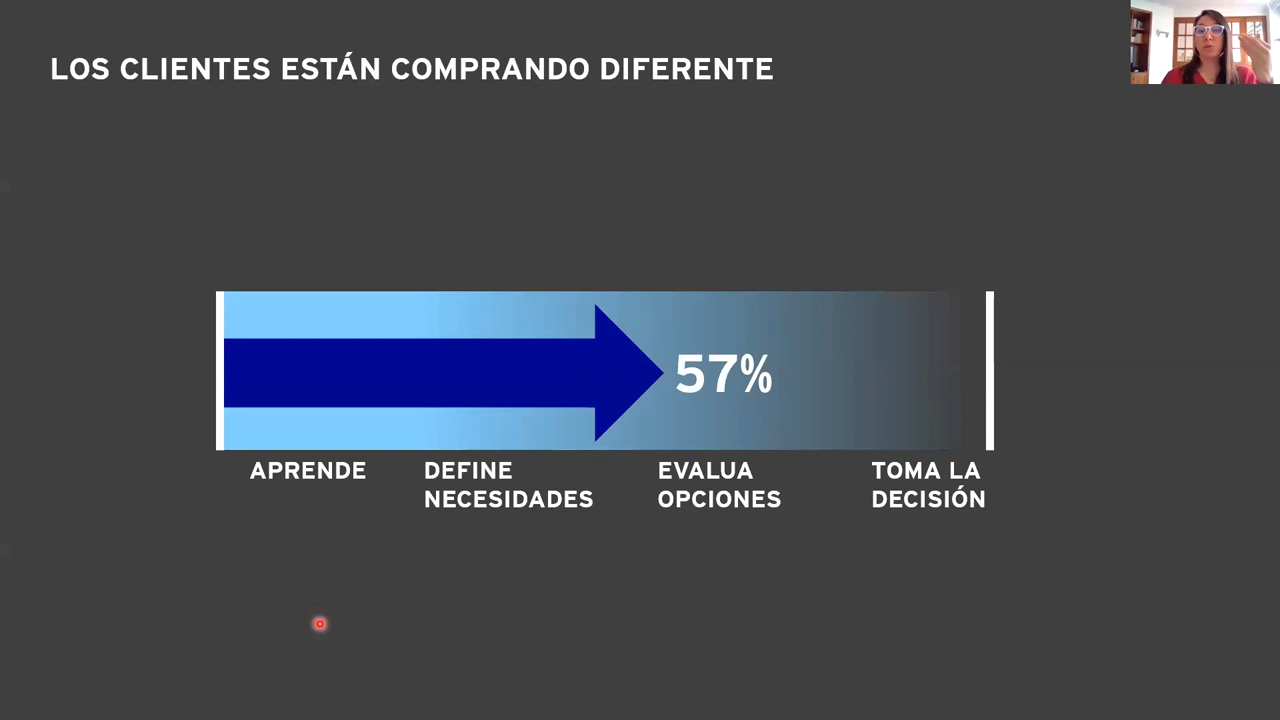 LOS CLIENTES ESTÁN COMPRANDO DIFERENTE
57%
APRENDE
DEFINE
NECESIDADES
EVALUA
OPCIONES
TOMA LA
DECISIÓN